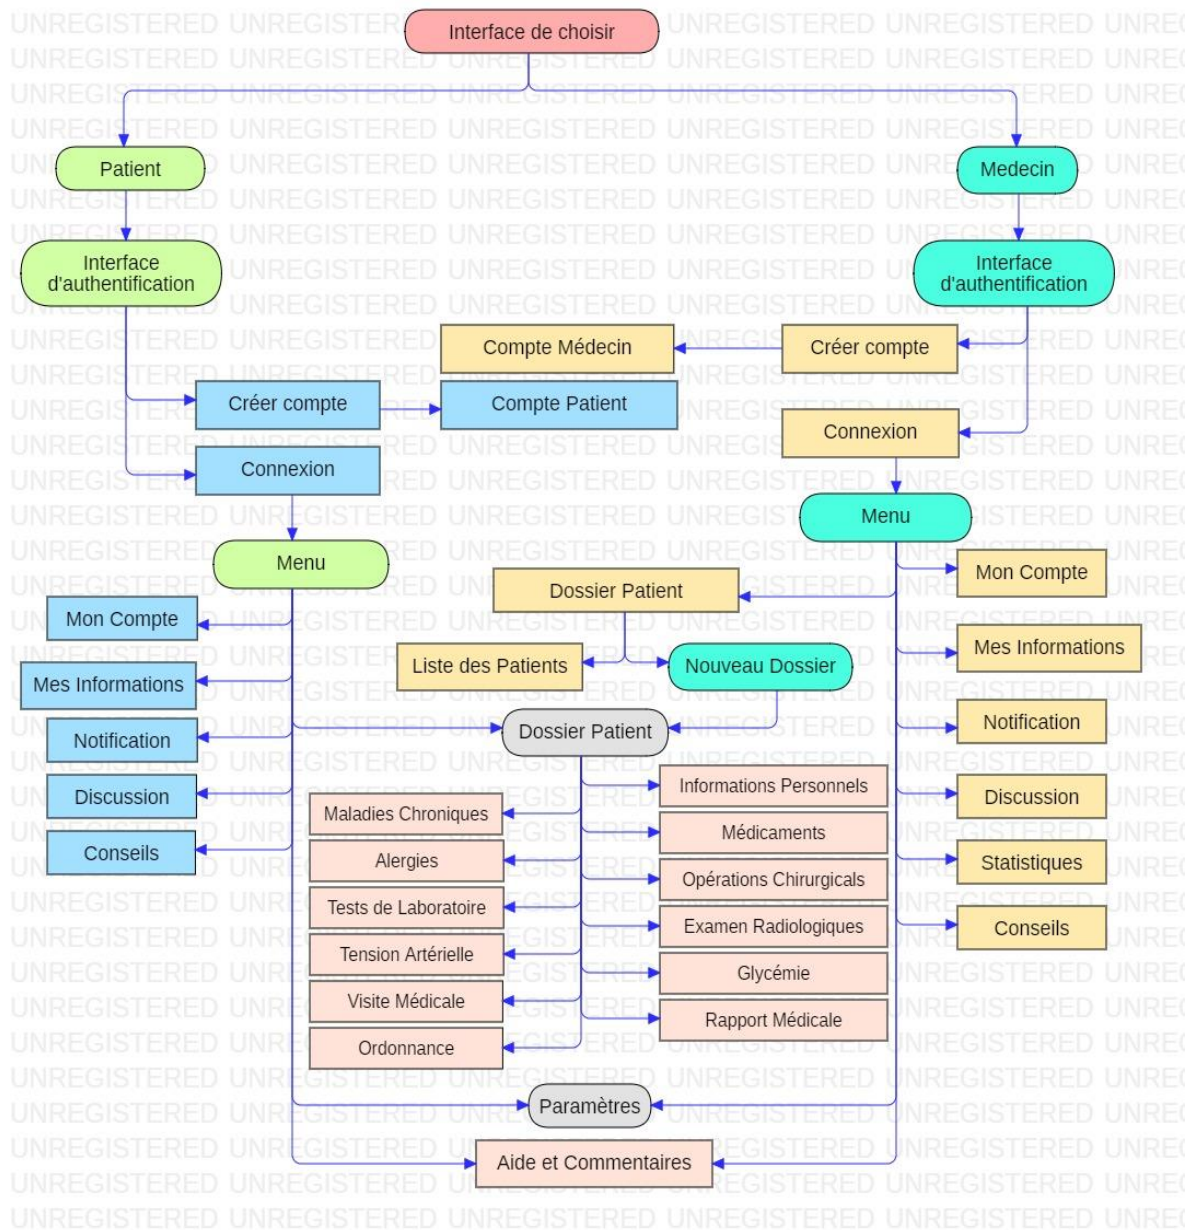 Interface de choisir
Patient
Medecin
Interface
d'authentification
Interface
d'authentification
Compte Médecin
Créer compte
Créer compte
Compte Patient
Connexion
Connexion
Menu
Menu
Mon Compte
Dossier Patient
Mon Compte
Mes Informations
Liste des Patients
Nouveau Dossier
Mes Informations
Notification
Dossier Patient
Notification
Discussion
Informations Personnels
Discussion
Maladies Chroniques
Médicaments
Conseils
Alergies
Statistiques
Opérations Chirurgicals
Tests de Laboratoire
Examen Radiologiques
Conseils
Tension Artérielle
Glycémie
Visite Médicale
Rapport Médicale
Ordonnance
Paramètres
Aide et Commentaires
UNREGISTERED